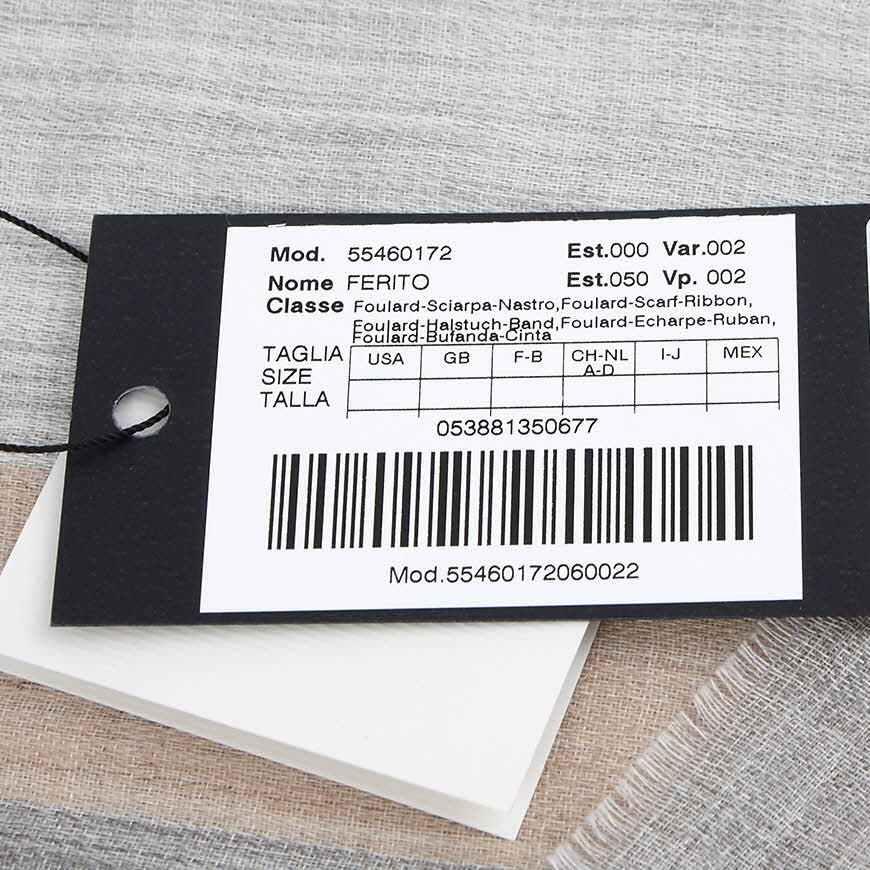 Mod. 55460172 Est.000 Var.002
Nome FERITO Est.050 Vp. 002
Classe Foulard-Sciarpa-Nastro,Foulard-Scarf-Ribbon,
Foulard-Halstuch-Band,Foulard-Echarpe-Ruban,
Foulard-Bufanda-Cinta
TAGLIA USA GB F-B CH-NL I-J MEX
SIZE A-D
TALLA
053881350677
Mod.55460172060022